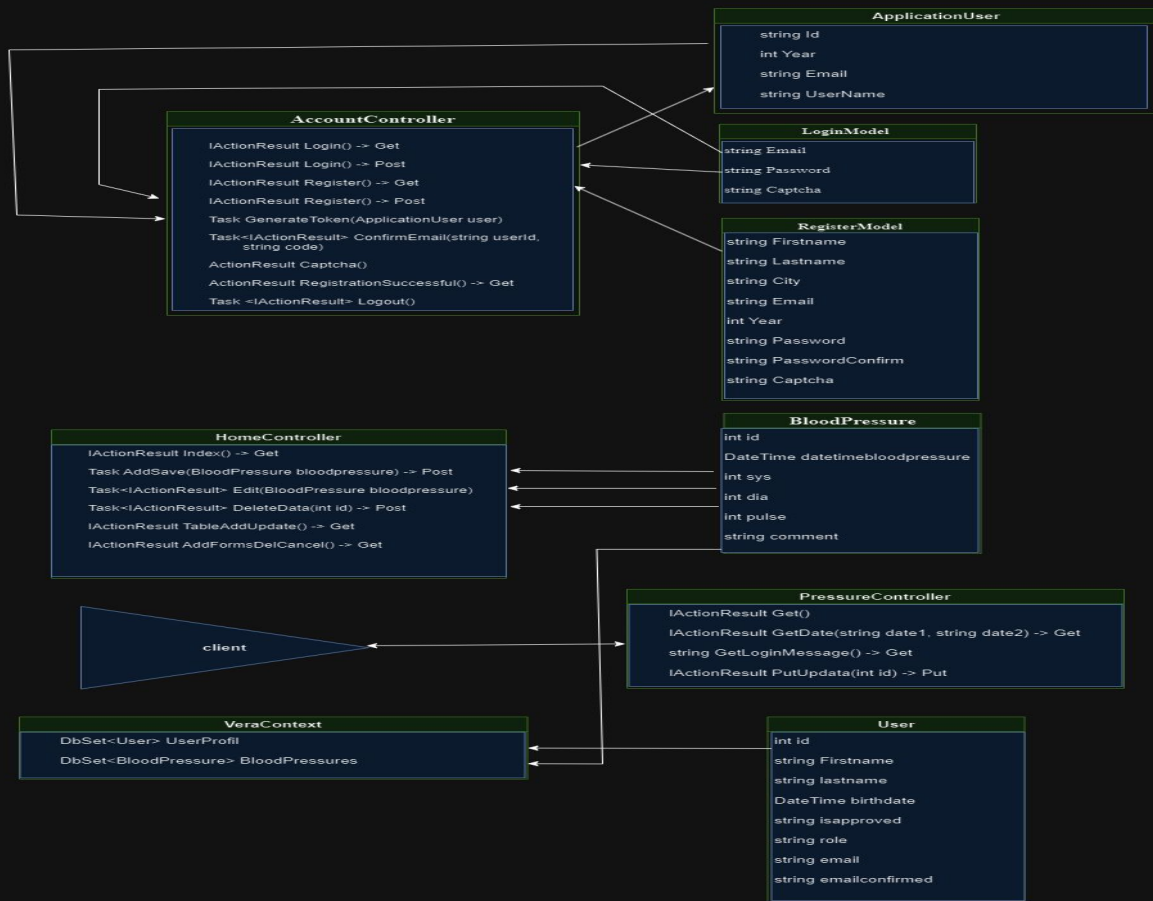 ApplicationUser
string Id
int Year
string Email
string UserName
AccountController
IActionResult Login() -> Get
IActionResult Login() -> Post
IActionResult Register() -> Get
IActionResult Register() -> Post
Task GenerateToken(ApplicationUser user)
Task<IActionResult> ConfirmEmail(string userId,
string code)
ActionResult Captcha()
ActionResult RegistrationSuccessful() -> Get
Task <IActionResult> Logout()
LoginModel
string Email
string Password
string Captcha
RegisterModel
string Firstname
string Lastname
string City
string Email
int Year
string Password
string PasswordConfirm
string Captcha
HomeController
IActionResult Index() -> Get
Task AddSave(BloodPressure bloodpressure) -> Post
Task<IActionResult> Edit(BloodPressure bloodpressure)
Task<IActionResult> DeleteData(int id) -> Post
IActionResult TableAddUpdate() -> Get
IActionResult AddFormsDelCancel() -> Get
BloodPressure
int id
DateTime datetimebloodpressure
int sys
int dia
int pulse
string comment
client
PressureController
IActionResult Get()
IActionResult GetDate(string date1, string date2) -> Get
string GetLoginMessage() -> Get
IActionResult PutUpdata(int id) -> Put
VeraContext
DbSet<User> UserProfil
DbSet<BloodPressure> BloodPressures
User
int id
string Firstname
string lastname
DateTime birthdate
string isapproved
string role
string email
string emailconfirmed